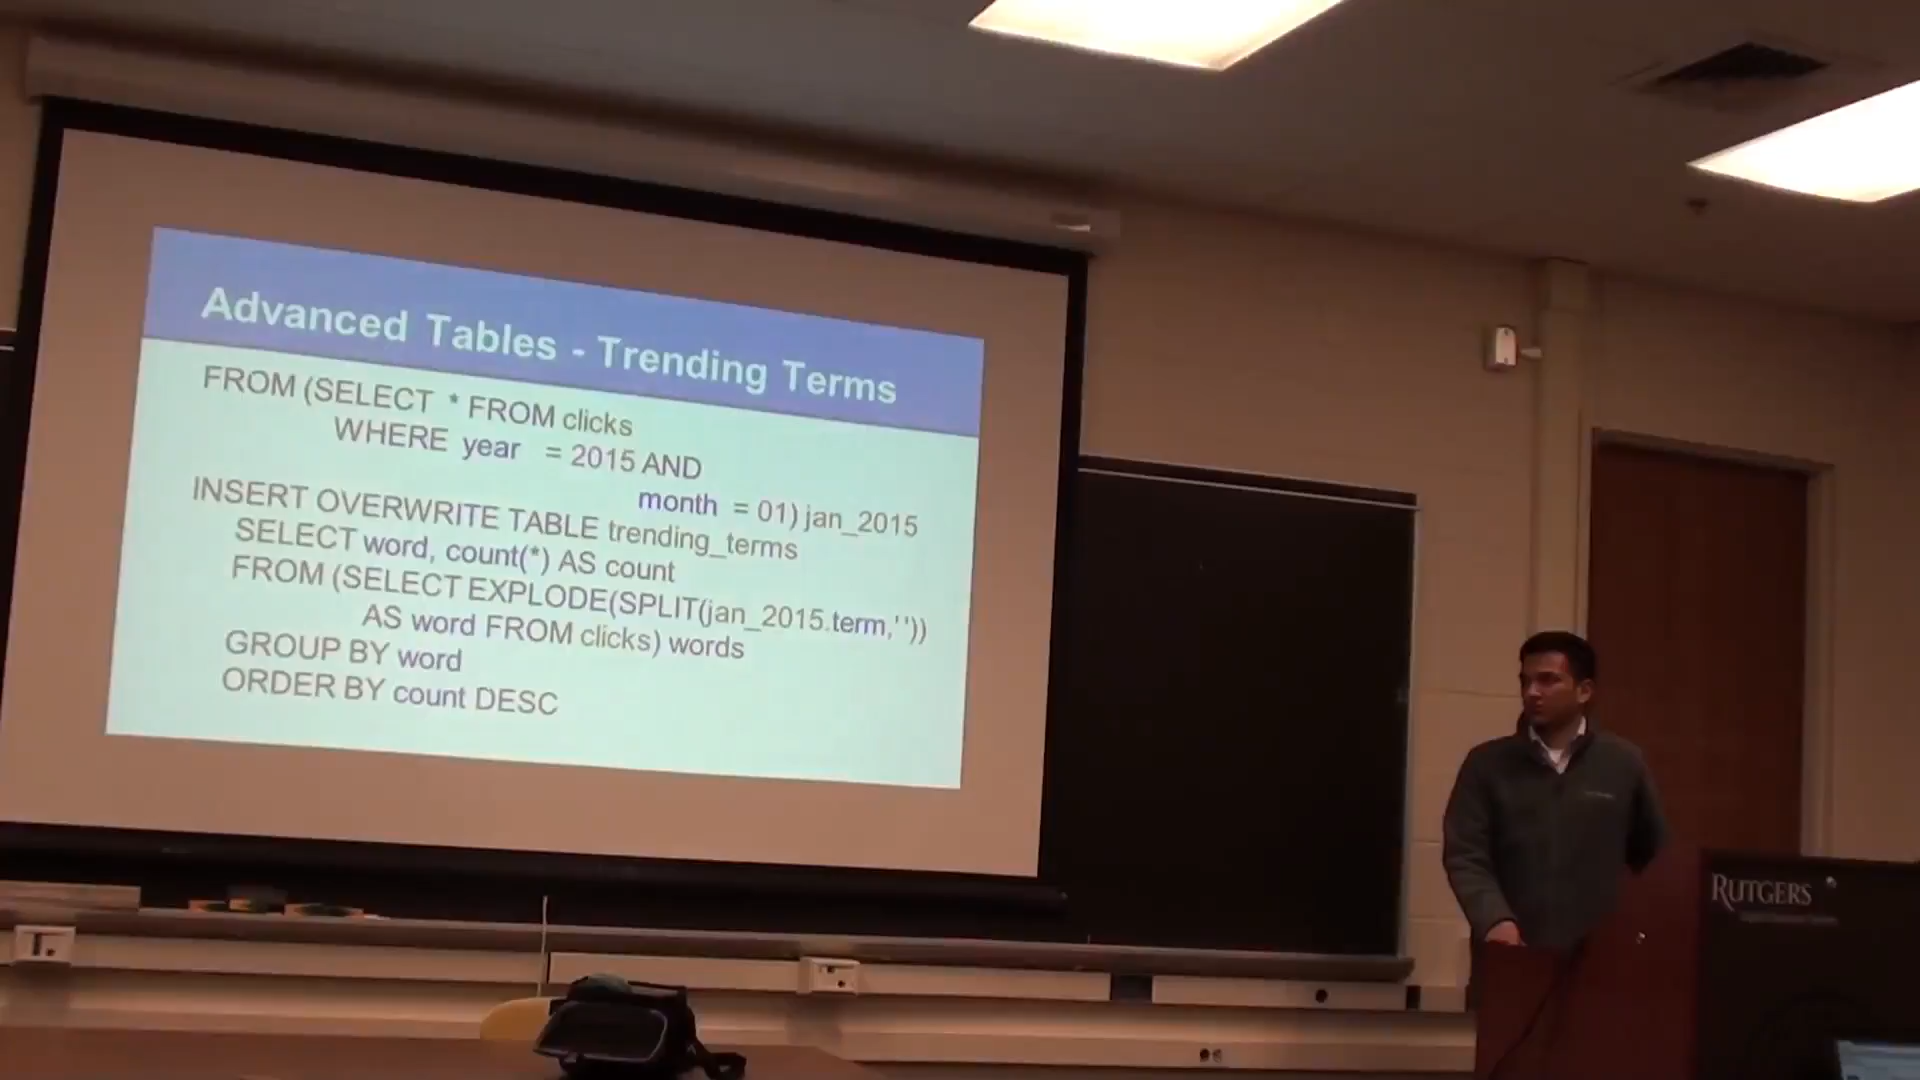 Advanced Tables - Trending Terms
FROM (SELECT * FROM clicks
WHERE year = 2015 AND
month = 01) jan_2015
INSERT OVERWRITE TABLE trending_terms
SELECT word, count(*) AS count
FROM (SELECT EXPLODE(SPLIT(jan_2015.term,' '))
AS word FROM clicks) words
GROUP BY word
ORDER BY count DESC
RUTGERS